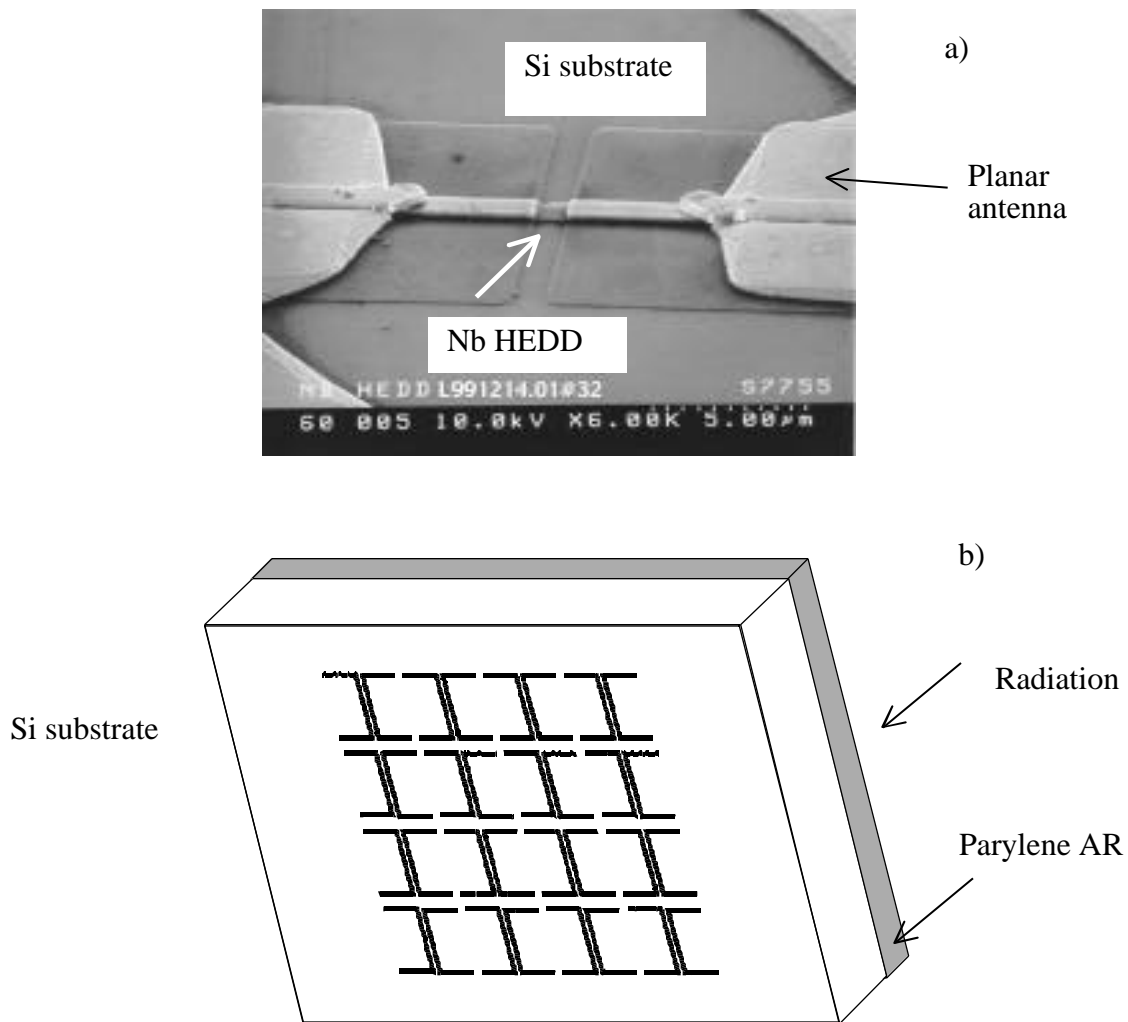 a)
Si substrate
Planar
antenna
Nb HEDD
NB HEDD L991214.01#32 S7755
60 005 10.0kV X6.00K 5.00μm
b)
Radiation
Si substrate
Parylene AR